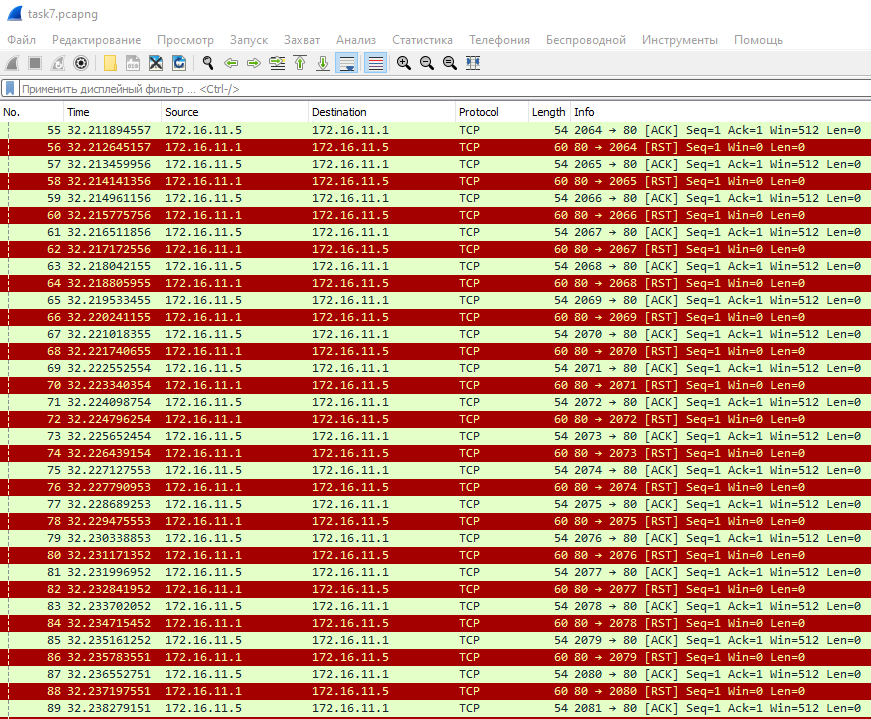 task7.pcapng
Файл Редактирование Просмотр Запуск Захват Анализ Статистика Телефония Беспроводной Инструменты Помощь
Применить дисплейный фильтр ... <Ctrl-/>
No. Time Source Destination Protocol Length Info
55 32.211894557 172.16.11.5 172.16.11.1 TCP 54 2064 → 80 [ACK] Seq=1 Ack=1 Win=512 Len=0
56 32.212645157 172.16.11.1 172.16.11.5 TCP 60 80 → 2064 [RST] Seq=1 Win=0 Len=0
57 32.213459956 172.16.11.5 172.16.11.1 TCP 54 2065 → 80 [ACK] Seq=1 Ack=1 Win=512 Len=0
58 32.214141356 172.16.11.1 172.16.11.5 TCP 60 80 → 2065 [RST] Seq=1 Win=0 Len=0
59 32.214961156 172.16.11.5 172.16.11.1 TCP 54 2066 → 80 [ACK] Seq=1 Ack=1 Win=512 Len=0
60 32.215775756 172.16.11.1 172.16.11.5 TCP 60 80 → 2066 [RST] Seq=1 Win=0 Len=0
61 32.216511856 172.16.11.5 172.16.11.1 TCP 54 2067 → 80 [ACK] Seq=1 Ack=1 Win=512 Len=0
62 32.217172556 172.16.11.1 172.16.11.5 TCP 60 80 → 2067 [RST] Seq=1 Win=0 Len=0
63 32.218042155 172.16.11.5 172.16.11.1 TCP 54 2068 → 80 [ACK] Seq=1 Ack=1 Win=512 Len=0
64 32.218805955 172.16.11.1 172.16.11.5 TCP 60 80 → 2068 [RST] Seq=1 Win=0 Len=0
65 32.219533455 172.16.11.5 172.16.11.1 TCP 54 2069 → 80 [ACK] Seq=1 Ack=1 Win=512 Len=0
66 32.220241155 172.16.11.1 172.16.11.5 TCP 60 80 → 2069 [RST] Seq=1 Win=0 Len=0
67 32.221018355 172.16.11.5 172.16.11.1 TCP 54 2070 → 80 [ACK] Seq=1 Ack=1 Win=512 Len=0
68 32.221740655 172.16.11.1 172.16.11.5 TCP 60 80 → 2070 [RST] Seq=1 Win=0 Len=0
69 32.222552554 172.16.11.5 172.16.11.1 TCP 54 2071 → 80 [ACK] Seq=1 Ack=1 Win=512 Len=0
70 32.223340354 172.16.11.1 172.16.11.5 TCP 60 80 → 2071 [RST] Seq=1 Win=0 Len=0
71 32.224098754 172.16.11.5 172.16.11.1 TCP 54 2072 → 80 [ACK] Seq=1 Ack=1 Win=512 Len=0
72 32.224796254 172.16.11.1 172.16.11.5 TCP 60 80 → 2072 [RST] Seq=1 Win=0 Len=0
73 32.225652454 172.16.11.5 172.16.11.1 TCP 54 2073 → 80 [ACK] Seq=1 Ack=1 Win=512 Len=0
74 32.226439154 172.16.11.1 172.16.11.5 TCP 60 80 → 2073 [RST] Seq=1 Win=0 Len=0
75 32.227127553 172.16.11.5 172.16.11.1 TCP 54 2074 → 80 [ACK] Seq=1 Ack=1 Win=512 Len=0
76 32.227790953 172.16.11.1 172.16.11.5 TCP 60 80 → 2074 [RST] Seq=1 Win=0 Len=0
77 32.228689253 172.16.11.5 172.16.11.1 TCP 54 2075 → 80 [ACK] Seq=1 Ack=1 Win=512 Len=0
78 32.229475553 172.16.11.1 172.16.11.5 TCP 60 80 → 2075 [RST] Seq=1 Win=0 Len=0
79 32.230338853 172.16.11.5 172.16.11.1 TCP 54 2076 → 80 [ACK] Seq=1 Ack=1 Win=512 Len=0
80 32.231171352 172.16.11.1 172.16.11.5 TCP 60 80 → 2076 [RST] Seq=1 Win=0 Len=0
81 32.231996952 172.16.11.5 172.16.11.1 TCP 54 2077 → 80 [ACK] Seq=1 Ack=1 Win=512 Len=0
82 32.232841952 172.16.11.1 172.16.11.5 TCP 60 80 → 2077 [RST] Seq=1 Win=0 Len=0
83 32.233702052 172.16.11.5 172.16.11.1 TCP 54 2078 → 80 [ACK] Seq=1 Ack=1 Win=512 Len=0
84 32.234715452 172.16.11.1 172.16.11.5 TCP 60 80 → 2078 [RST] Seq=1 Win=0 Len=0
85 32.235161252 172.16.11.5 172.16.11.1 TCP 54 2079 → 80 [ACK] Seq=1 Ack=1 Win=512 Len=0
86 32.235783551 172.16.11.1 172.16.11.5 TCP 60 80 → 2079 [RST] Seq=1 Win=0 Len=0
87 32.236552751 172.16.11.5 172.16.11.1 TCP 54 2080 → 80 [ACK] Seq=1 Ack=1 Win=512 Len=0
88 32.237197551 172.16.11.1 172.16.11.5 TCP 60 80 → 2080 [RST] Seq=1 Win=0 Len=0
89 32.238279151 172.16.11.5 172.16.11.1 TCP 54 2081 → 80 [ACK] Seq=1 Ack=1 Win=512 Len=0